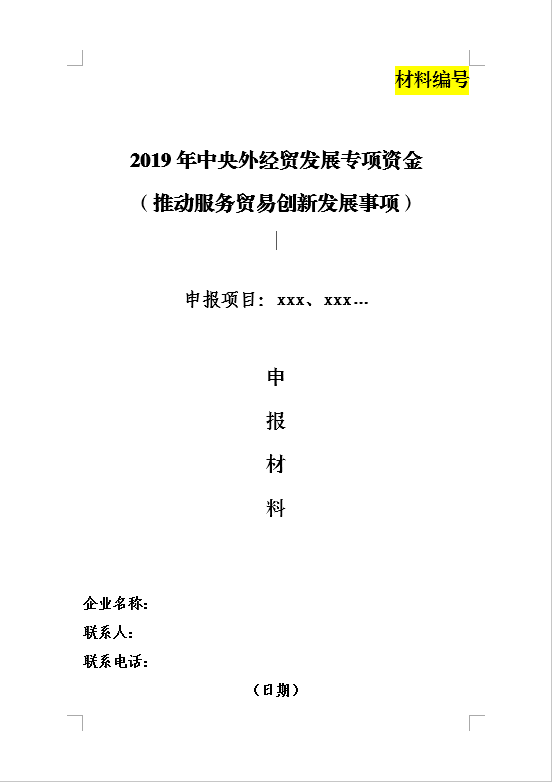 材料编号
2019年中央外经贸发展专项资金
（推动服务贸易创新发展事项）
申报项目：xxx、xxx…
申
报
材
料
企业名称：
联系人：
联系电话：
（日期）